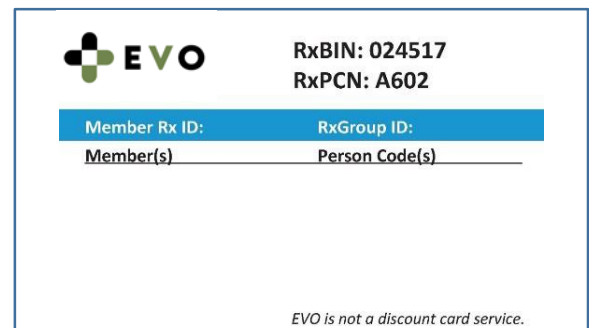 EVO
RxBIN: 024517
RxPCN: A602
Member Rx ID: RxGroup ID:
Member(s) Person Code(s)
EVO is not a discount card service.